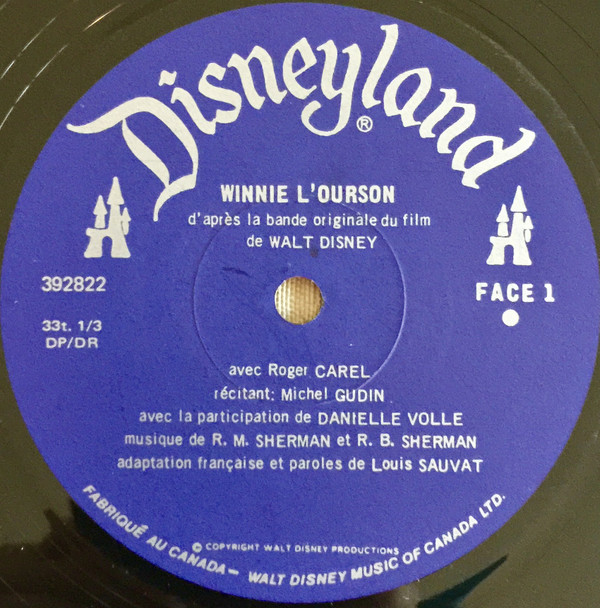 Disneyland®
WINNIE L'OURSON
d'après la bande originale du film
de WALT DISNEY
392822
FACE 1
33t. 1/3
DP/DR
avec Roger CAREL
récitant: Michel GUDIN
avec la participation de DANIELLE VOLLE
musique de R. M. SHERMAN et R. B. SHERMAN
adaptation française et paroles de Louis SAUVAT
© COPYRIGHT WALT DISNEY PRODUCTIONS
FABRIQUÉ AU CANADA — WALT DISNEY MUSIC OF CANADA LTD.